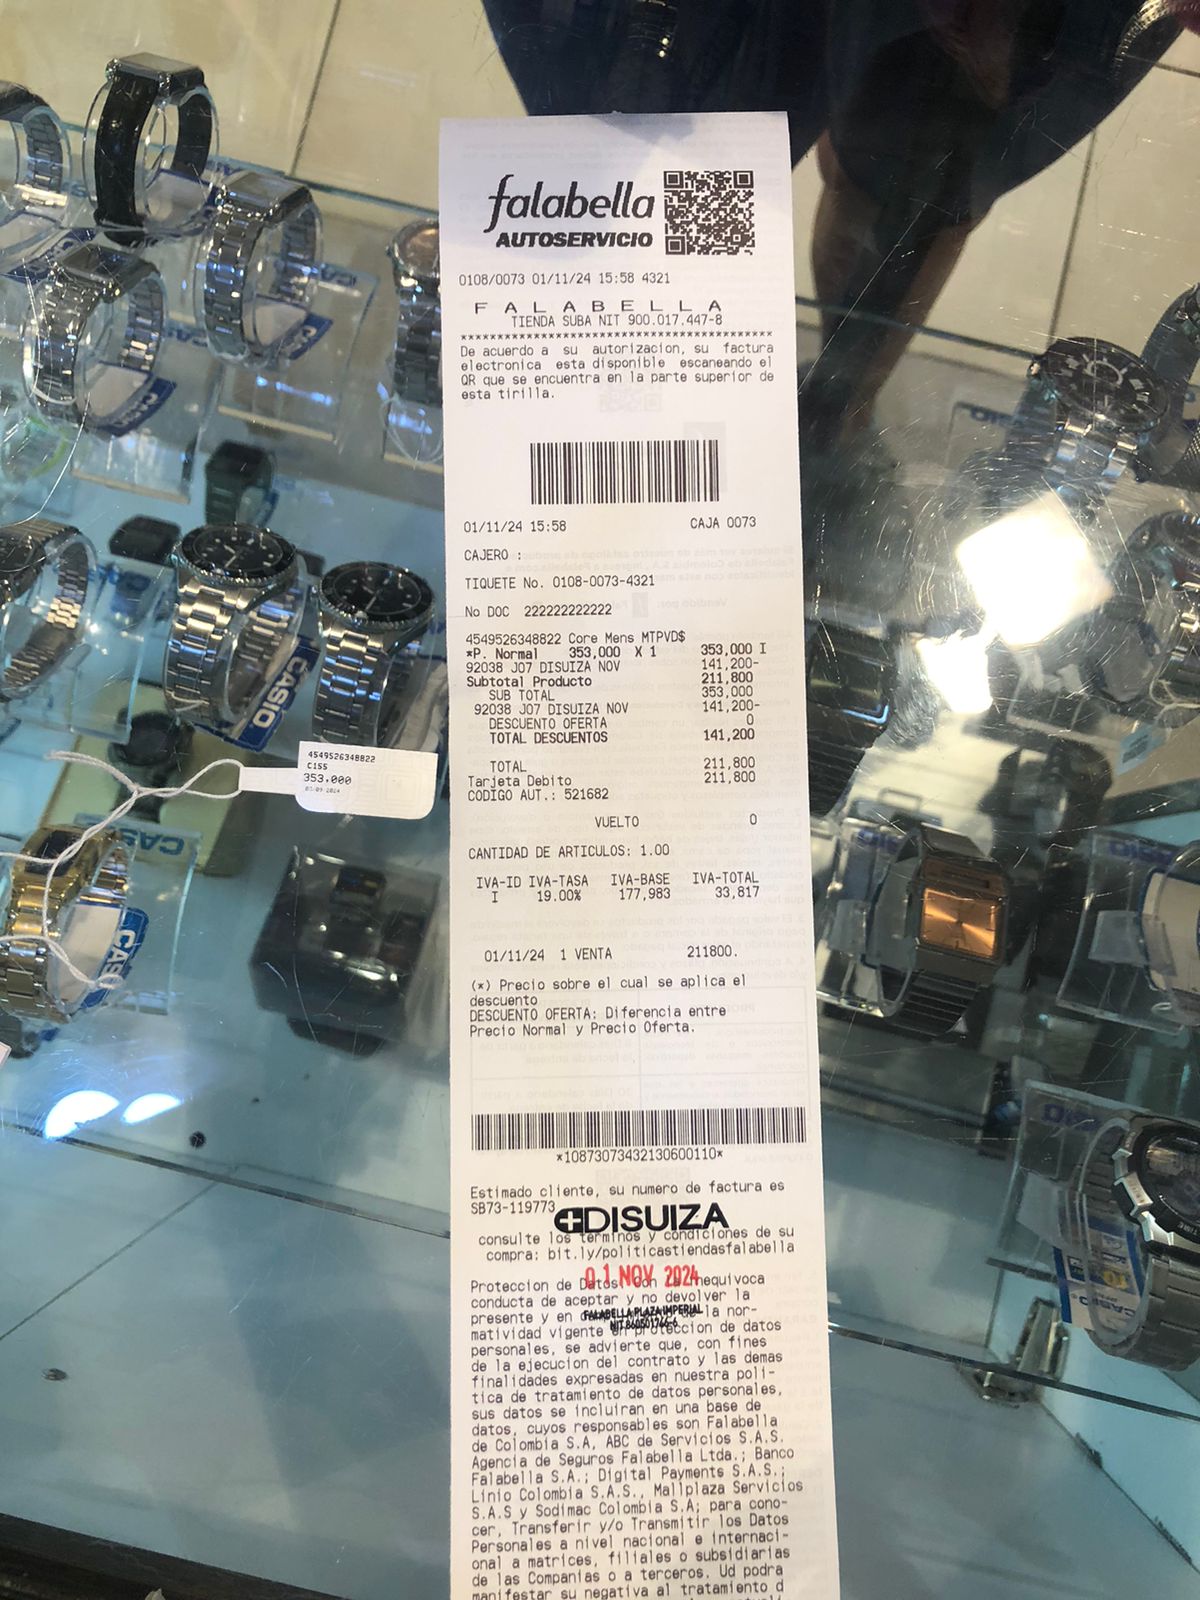 falabella
AUTOSERVICIO
0108/0073 01/11/24 15:58 4321
F A L A B E L L A
TIENDA SUBA NIT 900.017.447-8
*******************************************
De acuerdo a su autorizacion, su factura
electronica esta disponible escaneando el
QR que se encuentra en la parte superior de
esta tirilla.
01/11/24 15:58 CAJA 0073
CAJERO :
TIQUETE No. 0108-0073-4321
No DOC 222222222222
4549526348822 Core Mens MTPVD$
*P. Normal 353,000 X 1 353,000 I
92038 J07 DISUIZA NOV 141,200-
Subtotal Producto 211,800
SUB TOTAL 353,000
92038 J07 DISUIZA NOV 141,200-
DESCUENTO OFERTA 0
TOTAL DESCUENTOS 141,200
TOTAL 211,800
Tarjeta Debito 211,800
CODIGO AUT.: 521682
VUELTO 0
CANTIDAD DE ARTICULOS: 1.00
IVA-ID IVA-TASA IVA-BASE IVA-TOTAL
I 19.00% 177,983 33,817
01/11/24 1 VENTA 211800.
(*) Precio sobre el cual se aplica el
descuento
DESCUENTO OFERTA: Diferencia entre
Precio Normal y Precio Oferta.
*10873073432130600110*
Estimado cliente, su numero de factura es
SB73-119773
DISUIZA
consulte los terminos y condiciones de su
compra: bit.ly/politicastiendasfalabella
01 NOV 2024
Proteccion de Datos: Con la inequivoca
conducta de aceptar y no devolver la
FALABELLA PLAZA IMPERIAL
NIT.860501766-6
presente y en de la nor-
matividad vigente en proteccion de datos
personales, se advierte que, con fines
de la ejecucion del contrato y las demas
finalidades expresadas en nuestra poli-
tica de tratamiento de datos personales,
sus datos se incluiran en una base de
datos, cuyos responsables son Falabella
de Colombia S.A, ABC de Servicios S.A.S.
Agencia de Seguros Falabella Ltda.; Banco
Falabella S.A.; Digital Payments S.A.S.;
Linio Colombia S.A.S., Mallplaza Servicios
S.A.S y Sodimac Colombia S.A; para cono-
cer, Transferir y/o Transmitir los Datos
Personales a nivel nacional e internaci-
onal a matrices, filiales o subsidiarias
de las Companias o a terceros. Ud podra
manifestar su negativa al tratamiento d
4549526348822
C155
353.000
CASIO
CASIO
CASIO
CASIO
CASIO